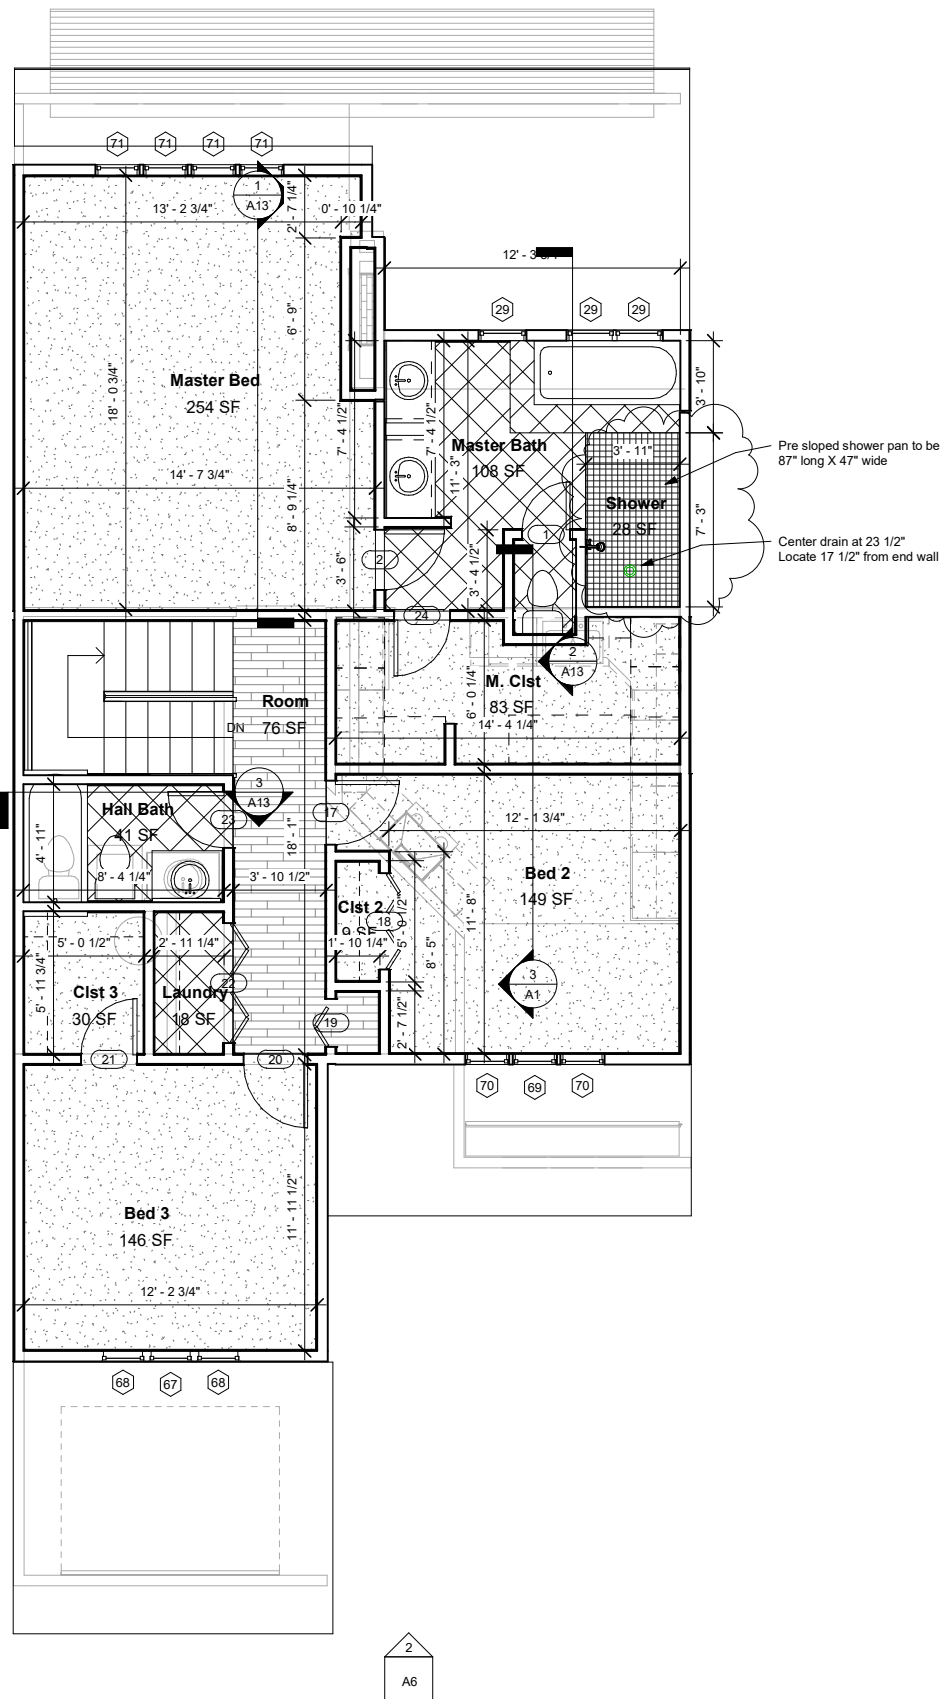 71 71 71 71
1
A13
13' - 2 3/4"
0' - 10 1/4"
2' - 7 1/4"
12' - 3
29 29 29
6' - 9"
18' - 0 3/4"
Master Bed
254 SF
3' - 10"
7' - 4 1/2"
7' - 4 1/2"
11' - 3"
Master Bath
108 SF
3' - 11"
Pre sloped shower pan to be
87" long X 47" wide
14' - 7 3/4"
8' - 9 1/4"
Shower
28 SF
7' - 3"
1
Center drain at 23 1/2"
Locate 17 1/2" from end wall
2
3' - 6"
3' - 4 1/2"
24
2
A13
M. Clst
83 SF
6' - 0 1/4"
14' - 4 1/4"
Room
76 SF
DN
3
A13
Hall Bath
41 SF
23
17
18' - 1"
12' - 1 3/4"
4' - 11"
8' - 4 1/4"
3' - 10 1/2"
Bed 2
149 SF
Clst 2
9 SF
18
5' - 0 1/2"
11' - 8"
8' - 5"
5' - 0 1/2"
2' - 11 1/4"
1' - 10 1/4"
5' - 11 3/4"
Clst 3
30 SF
Laundry
18 SF
22
3
A1
19
2' - 7 1/2"
21
20
70 69 70
11' - 11 1/2"
Bed 3
146 SF
12' - 2 3/4"
68 67 68
2
A6